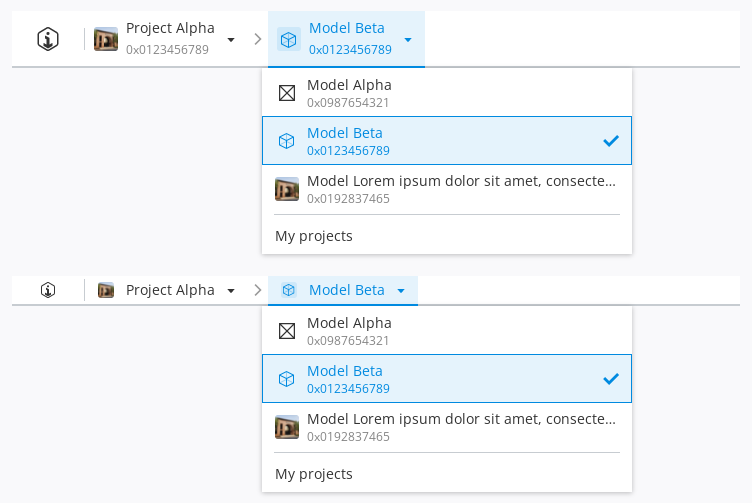 Project Alpha
0x0123456789
Model Beta
0x0123456789
Model Alpha
0x0987654321
Model Beta
0x0123456789
Model Lorem ipsum dolor sit amet, consecte...
0x0192837465
My projects
Project Alpha
Model Beta
Model Alpha
0x0987654321
Model Beta
0x0123456789
Model Lorem ipsum dolor sit amet, consecte...
0x0192837465
My projects